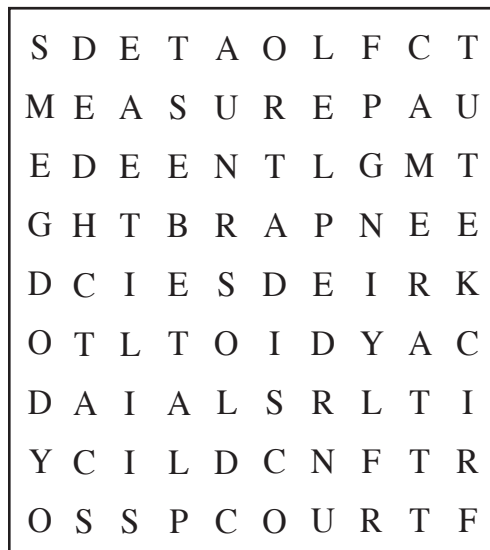 S D E T A O L F C T
M E A S U R E P A U
E D E E N T L G M T
G H T B R A P N E E
D C I E S D E I R K
O T L T O I D Y A C
D A I A L S R L T I
Y C I L D C N F T R
O S S P C O U R T F